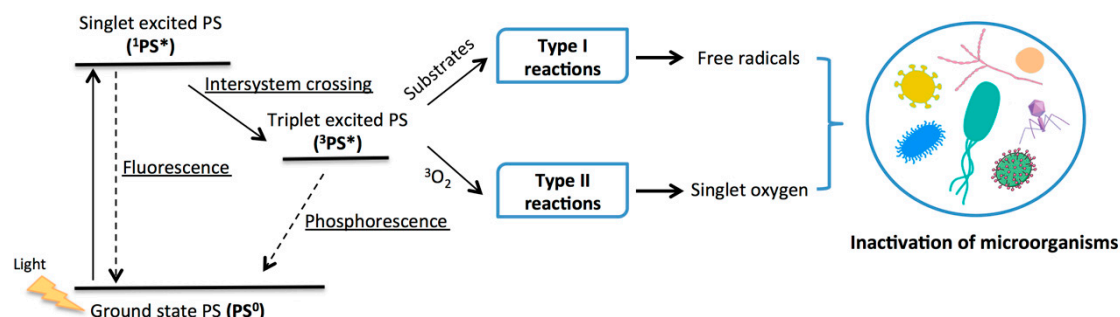 Singlet excited PS
(¹PS*)
Intersystem crossing
Triplet excited PS
(³PS*)
Fluorescence
Phosphorescence
Light
Ground state PS (PS⁰)
Substrates
³O₂
Type I
reactions
Type II
reactions
Free radicals
Singlet oxygen
Inactivation of microorganisms